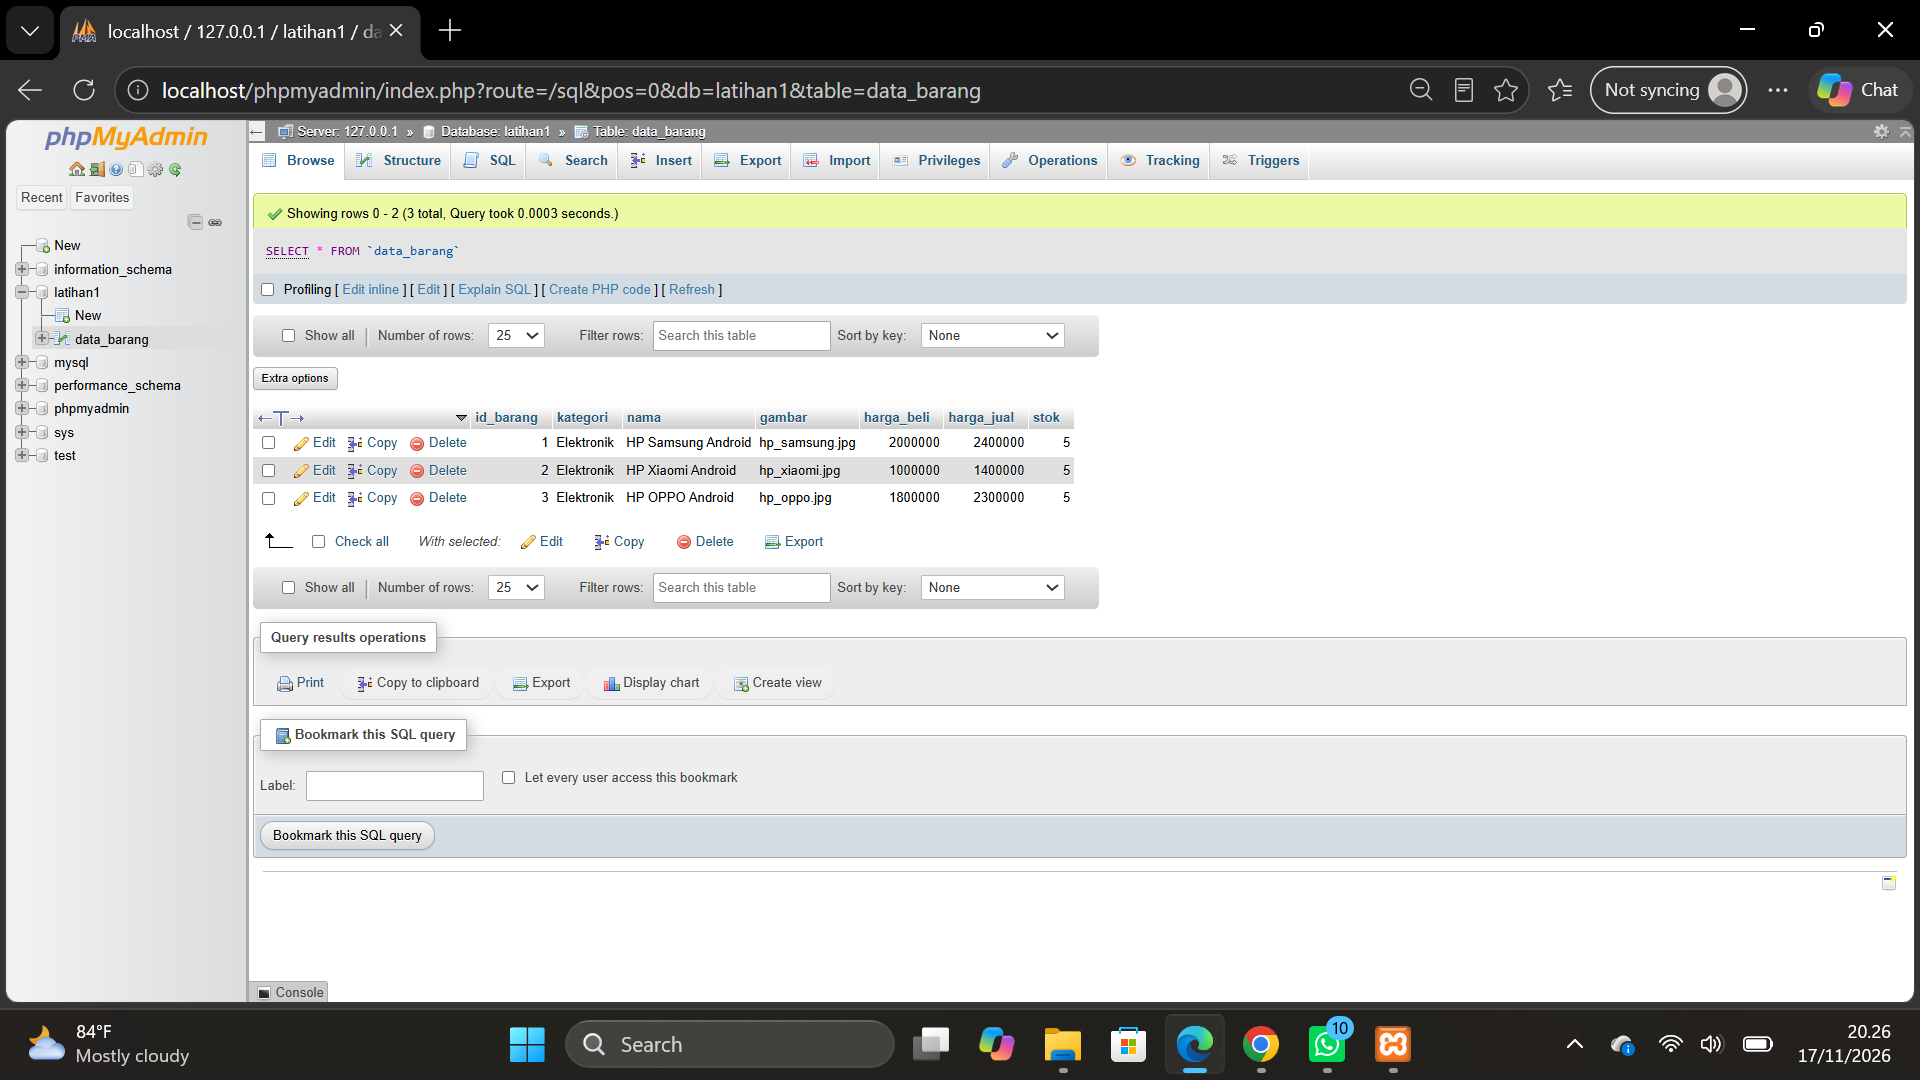 localhost / 127.0.0.1 / latihan1 / da
localhost/phpmyadmin/index.php?route=/sql&pos=0&db=latihan1&table=data_barang
Not syncing
Chat
phpMyAdmin
Recent Favorites
New
information_schema
latihan1
New
data_barang
mysql
performance_schema
phpmyadmin
sys
test
Server: 127.0.0.1 » Database: latihan1 » Table: data_barang
Browse Structure SQL Search Insert Export Import Privileges Operations Tracking Triggers
Showing rows 0 - 2 (3 total, Query took 0.0003 seconds.)
SELECT * FROM `data_barang`
Profiling [ Edit inline ] [ Edit ] [ Explain SQL ] [ Create PHP code ] [ Refresh ]
Show all Number of rows: 25 Filter rows: Search this table Sort by key: None
Extra options
←T→ id_barang kategori nama gambar harga_beli harga_jual stok
Edit Copy Delete 1 Elektronik HP Samsung Android hp_samsung.jpg 2000000 2400000 5
Edit Copy Delete 2 Elektronik HP Xiaomi Android hp_xiaomi.jpg 1000000 1400000 5
Edit Copy Delete 3 Elektronik HP OPPO Android hp_oppo.jpg 1800000 2300000 5
Check all With selected: Edit Copy Delete Export
Show all Number of rows: 25 Filter rows: Search this table Sort by key: None
Query results operations
Print Copy to clipboard Export Display chart Create view
Bookmark this SQL query
Label: Let every user access this bookmark
Bookmark this SQL query
Console
84°F
Mostly cloudy
Search
10
20.26
17/11/2026